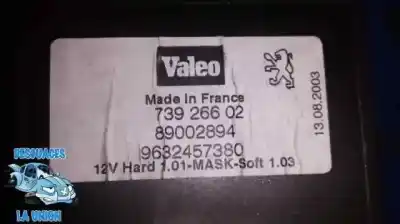 Valeo
Made in France
739 266 02
89002894
9632457380
12V Hard 1.01-MASK-Soft 1.03
13.08.2003
DESGUACES
LA UNION